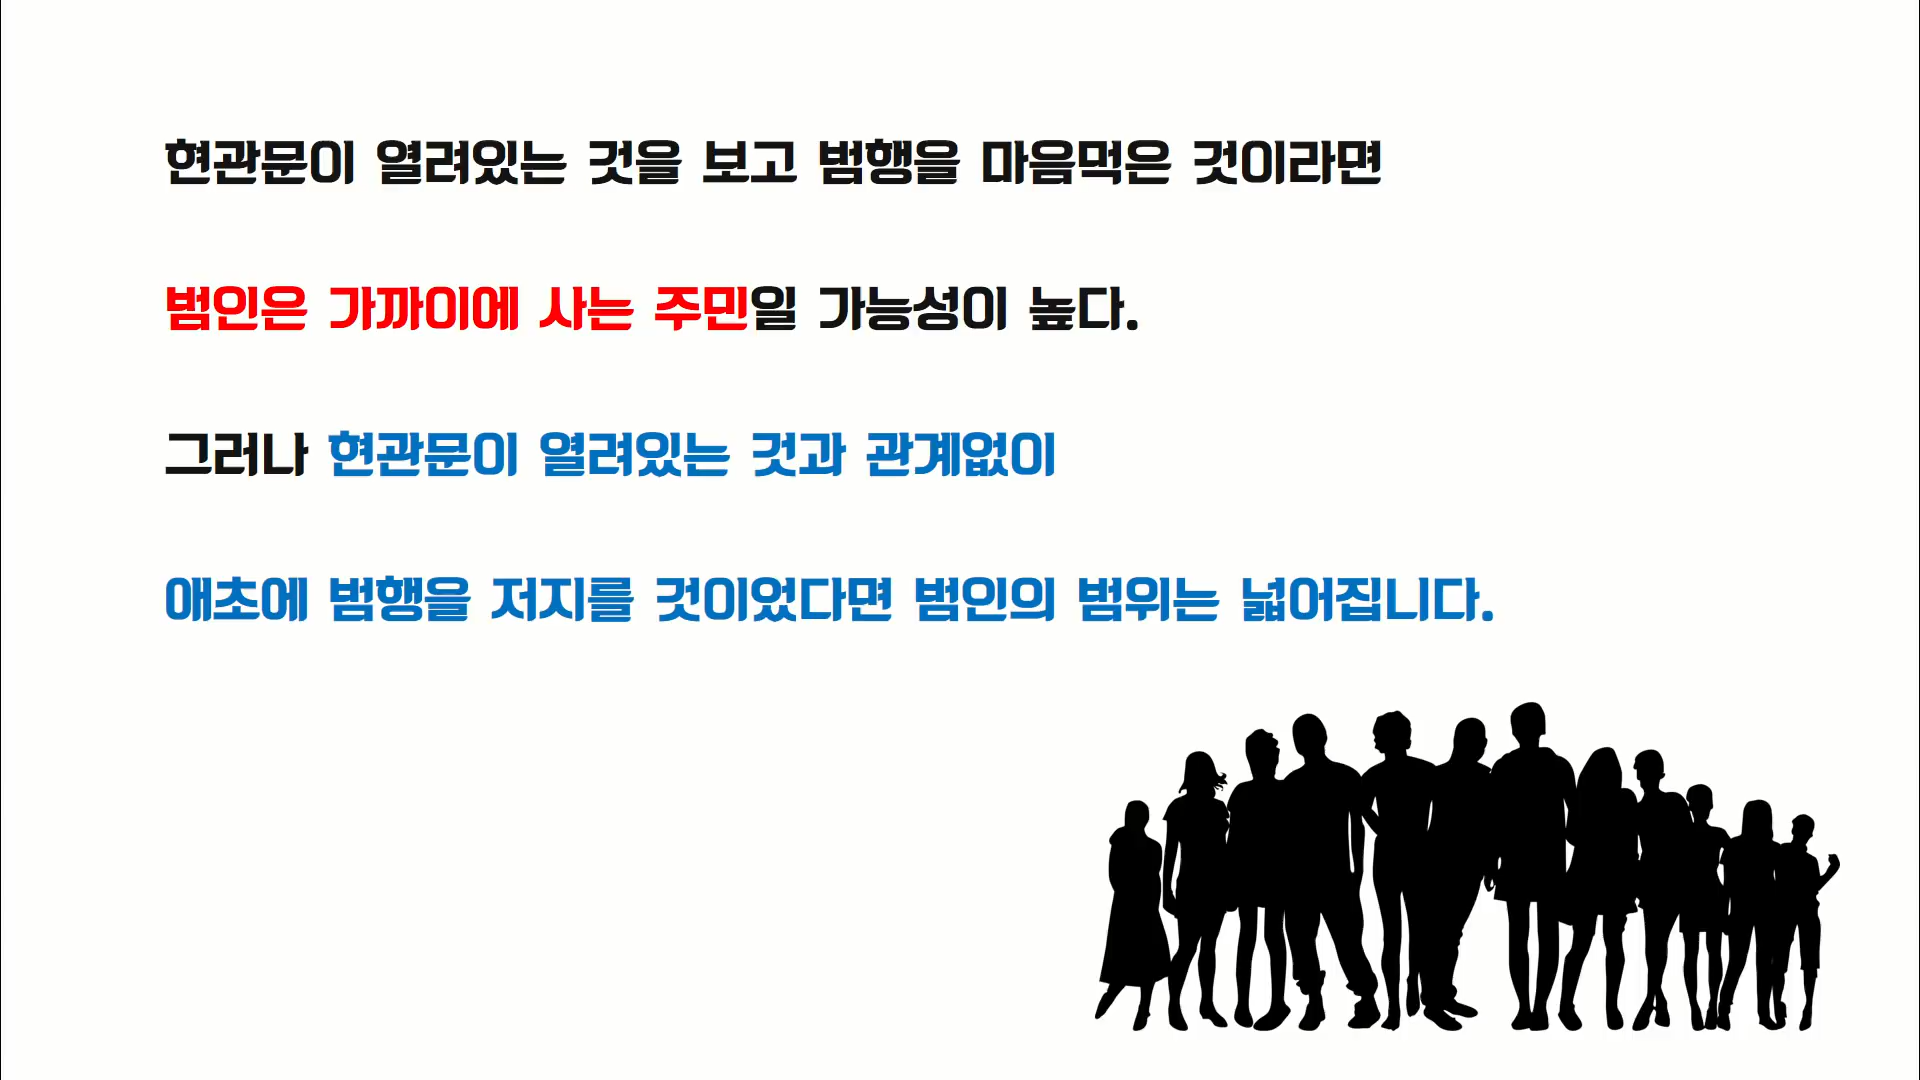 현관문이 열려있는 것을 보고 범행을 마음먹은 것이라면
범인은 가까이에 사는 주민일 가능성이 높다.
그러나 현관문이 열려있는 것과 관계없이
애초에 범행을 저지를 것이었다면 범인의 범위는 넓어집니다.